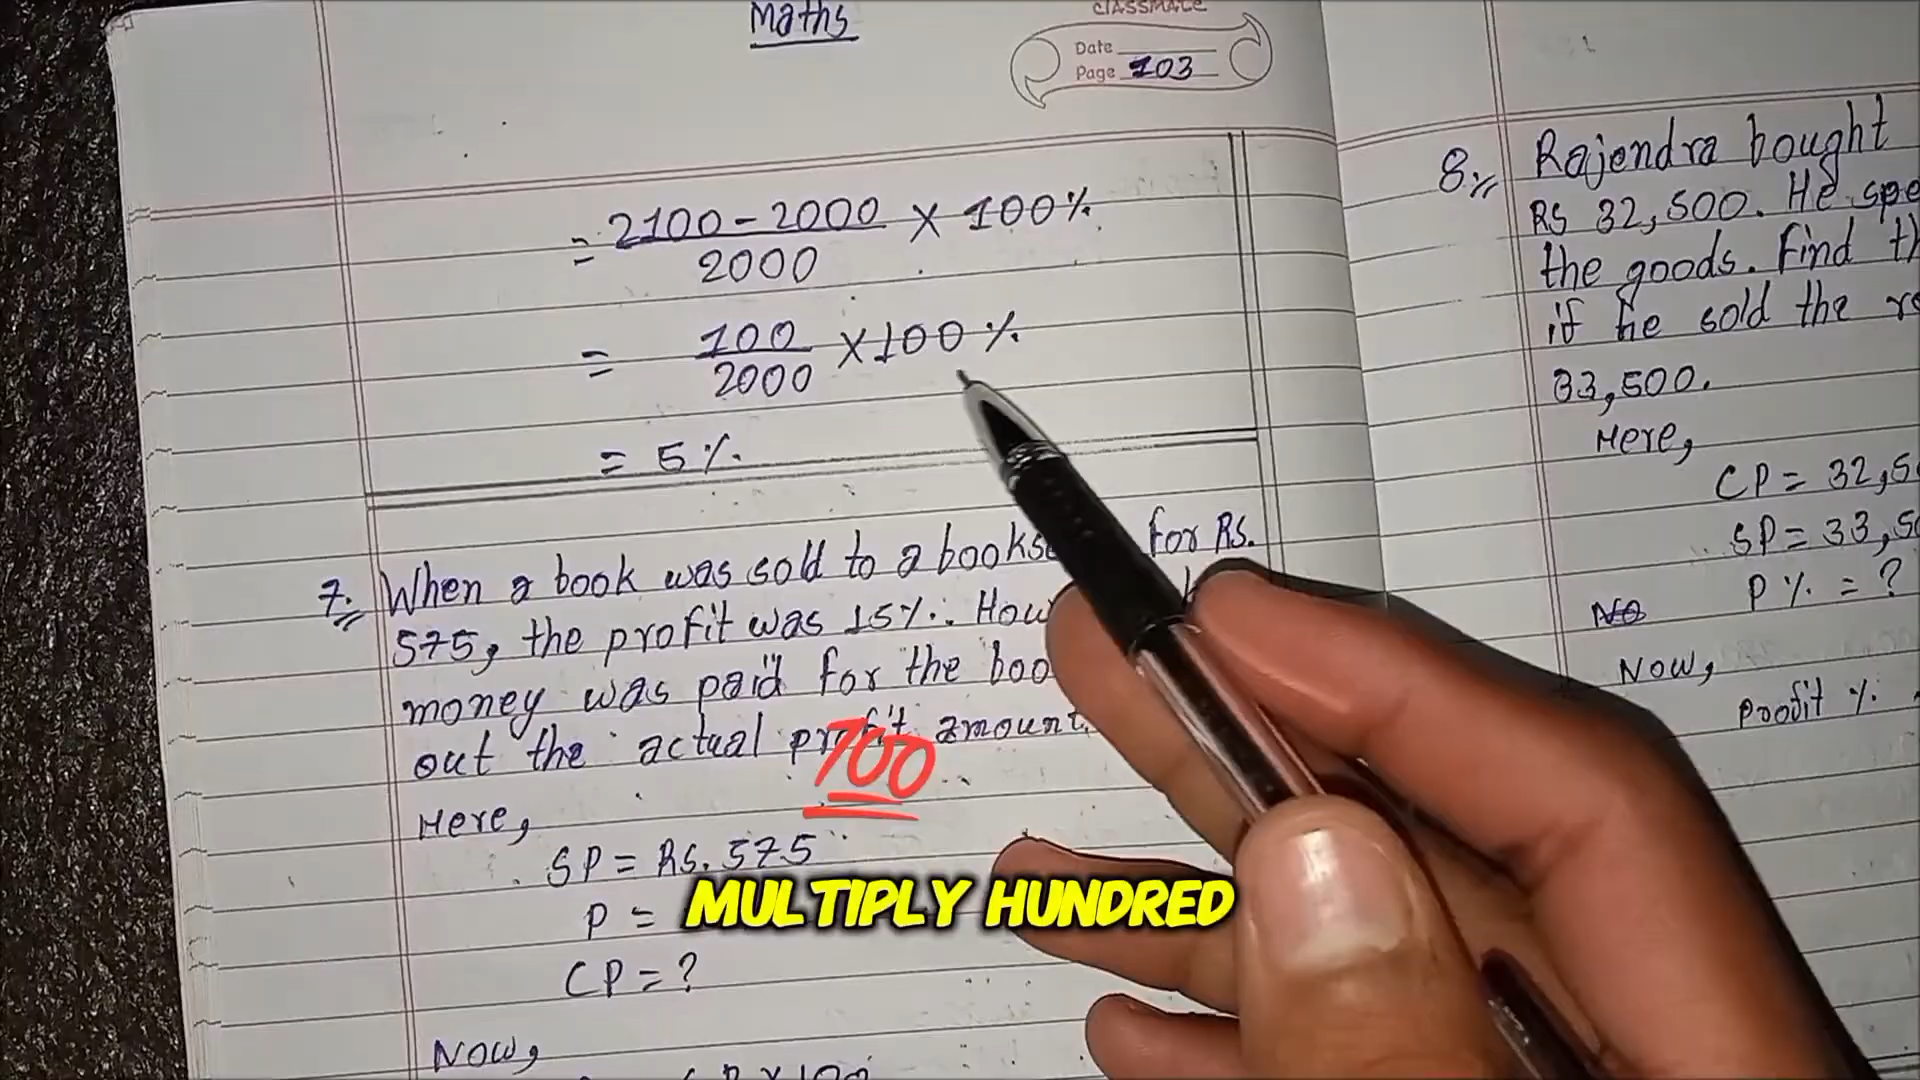 Maths
CLASSMATE
Date
Page 103
= 2100 - 2000 / 2000 × 100%
= 100 / 2000 × 100%
= 5%
7. When a book was sold to a books for Rs.
575, the profit was 15%. How
money was paid for the boo
out the actual profit amount.
Here,
SP = Rs. 575
P =
CP = ?
Now,
8. Rajendra bought
RS 32,500. He spe
the goods. Find th
if he sold the re
33,500.
Here,
CP = 32,5
SP = 33,5
P % = ?
No
Now,
Profit %
100
MULTIPLY HUNDRED